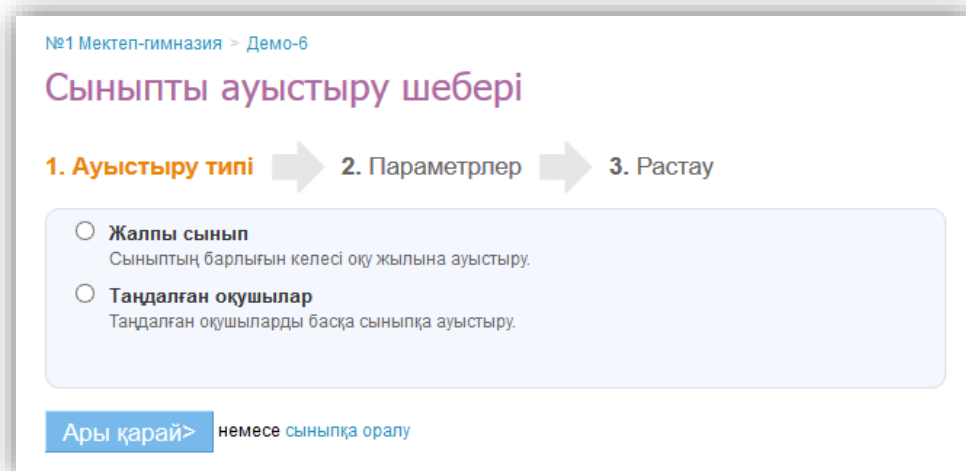 №1 Мектеп-гимназия > Демо-6
Сыныпты ауыстыру шебері
1. Ауыстыру типі 2. Параметрлер 3. Растау
Жалпы сынып
Сыныптың барлығын келесі оқу жылына ауыстыру.
Таңдалған оқушылар
Таңдалған оқушыларды басқа сыныпқа ауыстыру.
Ары қарай> немесе сыныпқа оралу